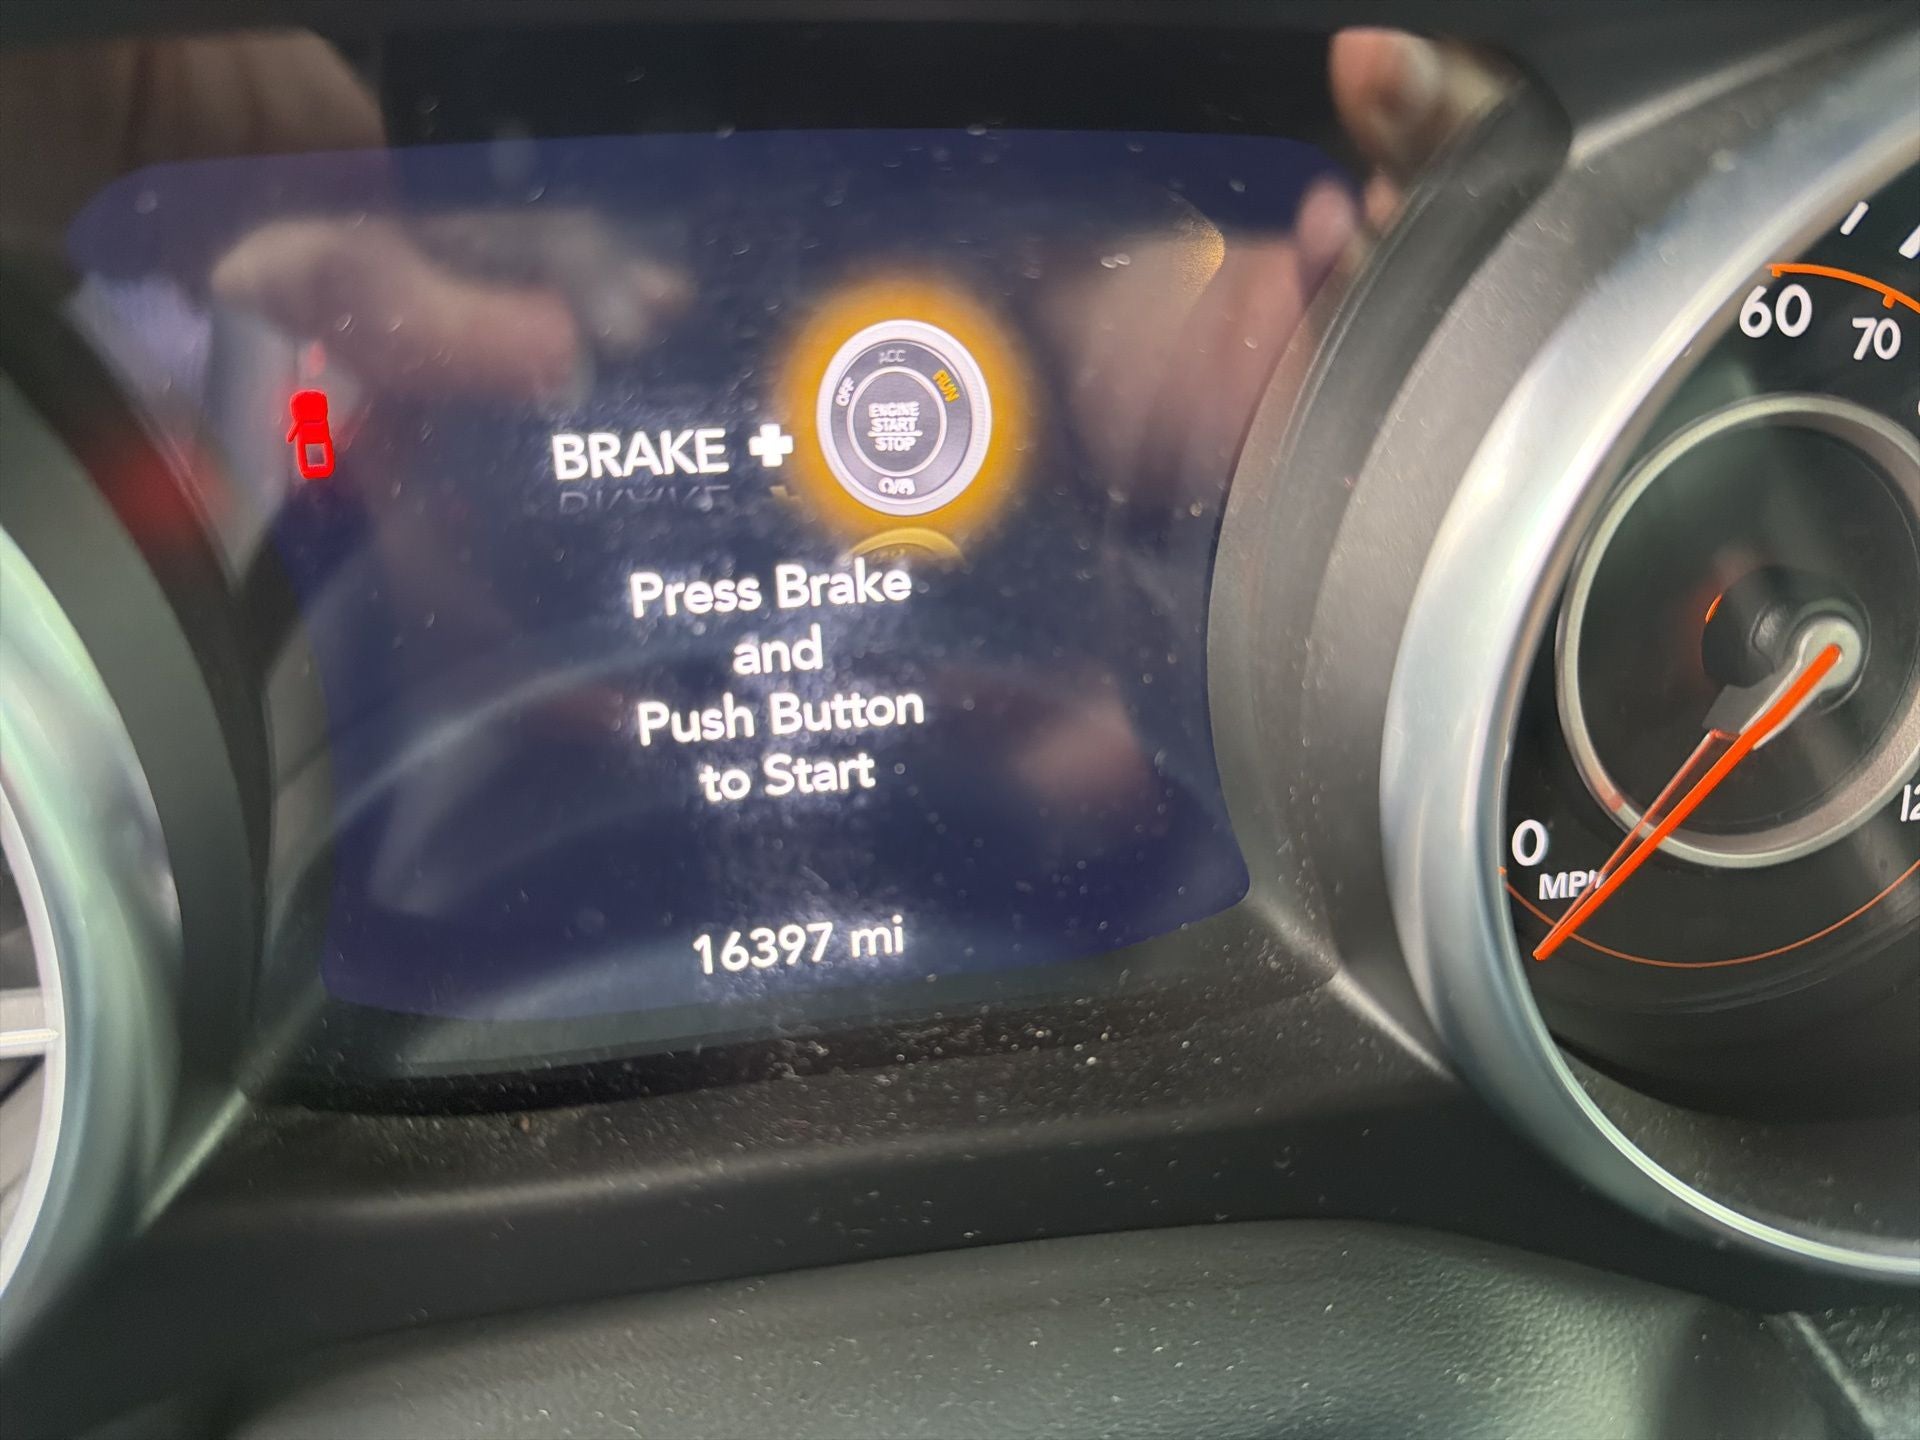 ACC
OFF
RUN
ENGINE
START
STOP
BRAKE +
Press Brake
and
Push Button
to Start
16397 mi
60
70
0
MPH